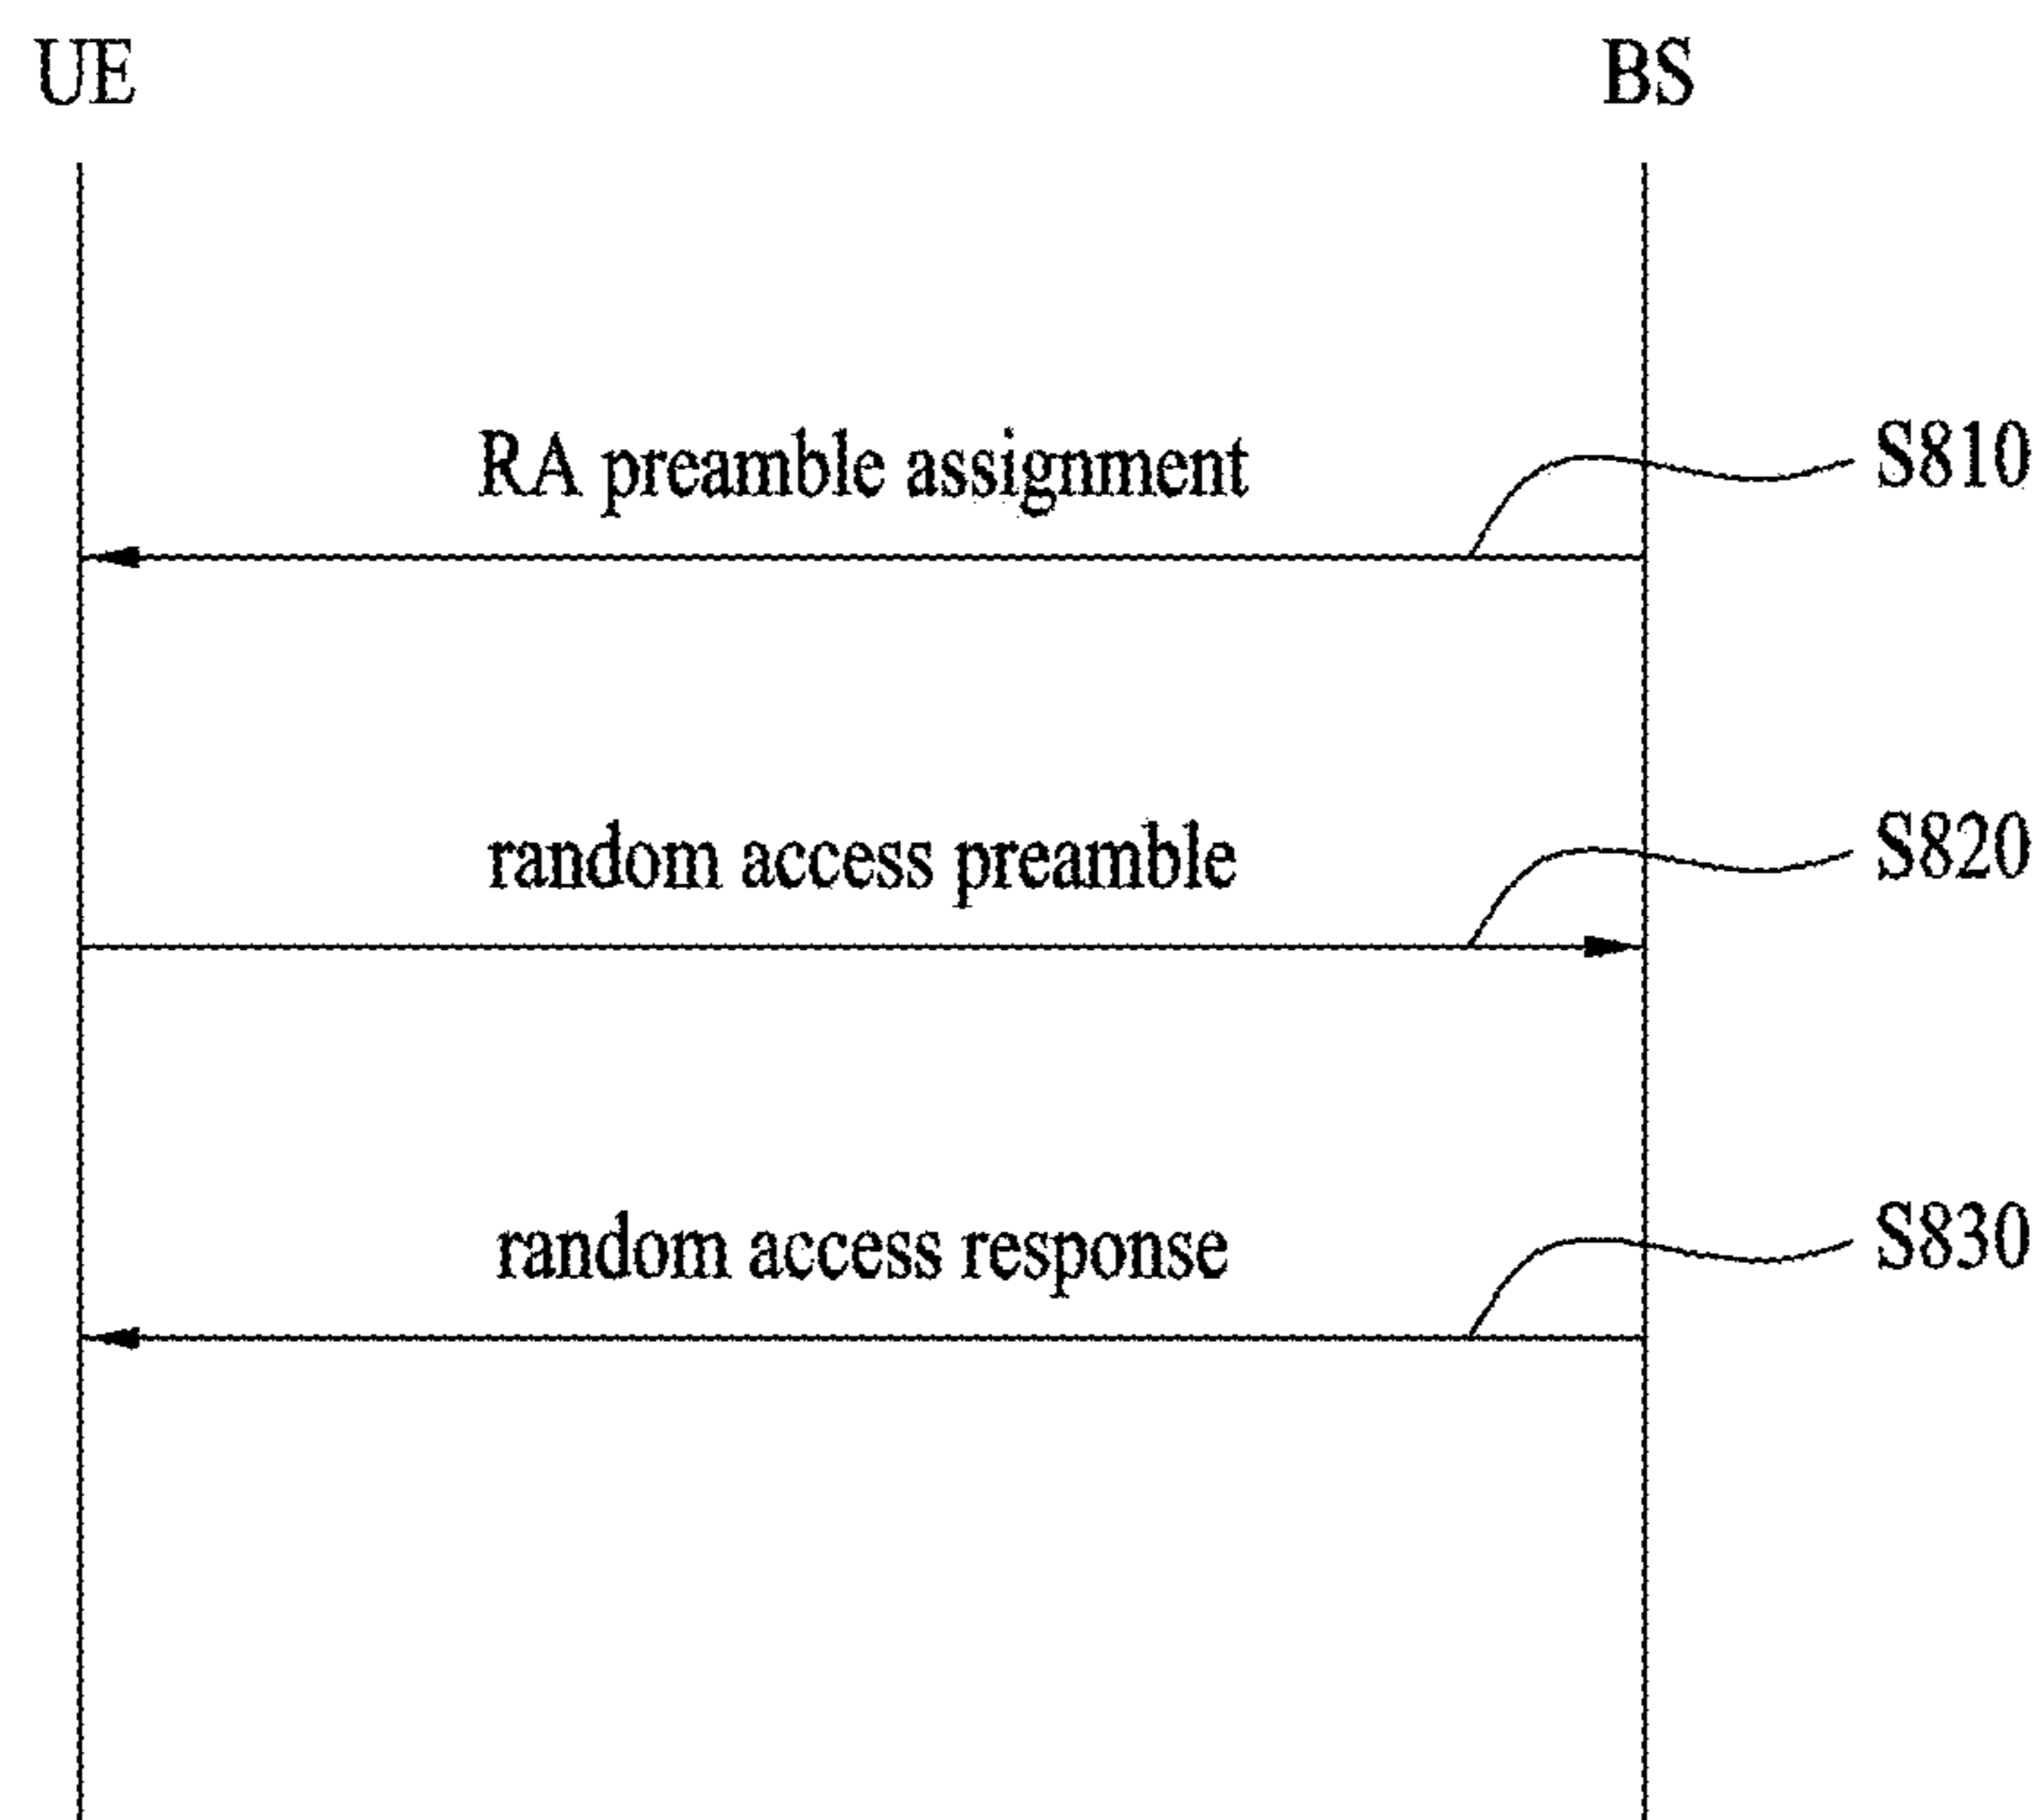 UE BS
RA preamble assignment S810
random access preamble S820
random access response S830